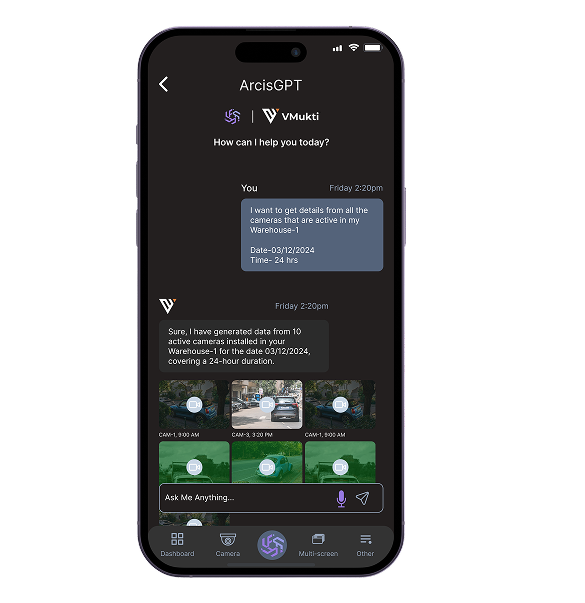 ArcisGPT
VMukti
How can I help you today?
You Friday 2:20pm
I want to get details from all the
cameras that are active in my
Warehouse-1
Date-03/12/2024
Time- 24 hrs
Friday 2:20pm
Sure, I have generated data from 10
active cameras installed in your
Warehouse-1 for the date 03/12/2024,
covering a 24-hour duration.
CAM-1, 9:00 AM CAM-3, 3:20 PM CAM-1, 9:00 AM
Ask Me Anything...
Dashboard Camera Multi-screen Other